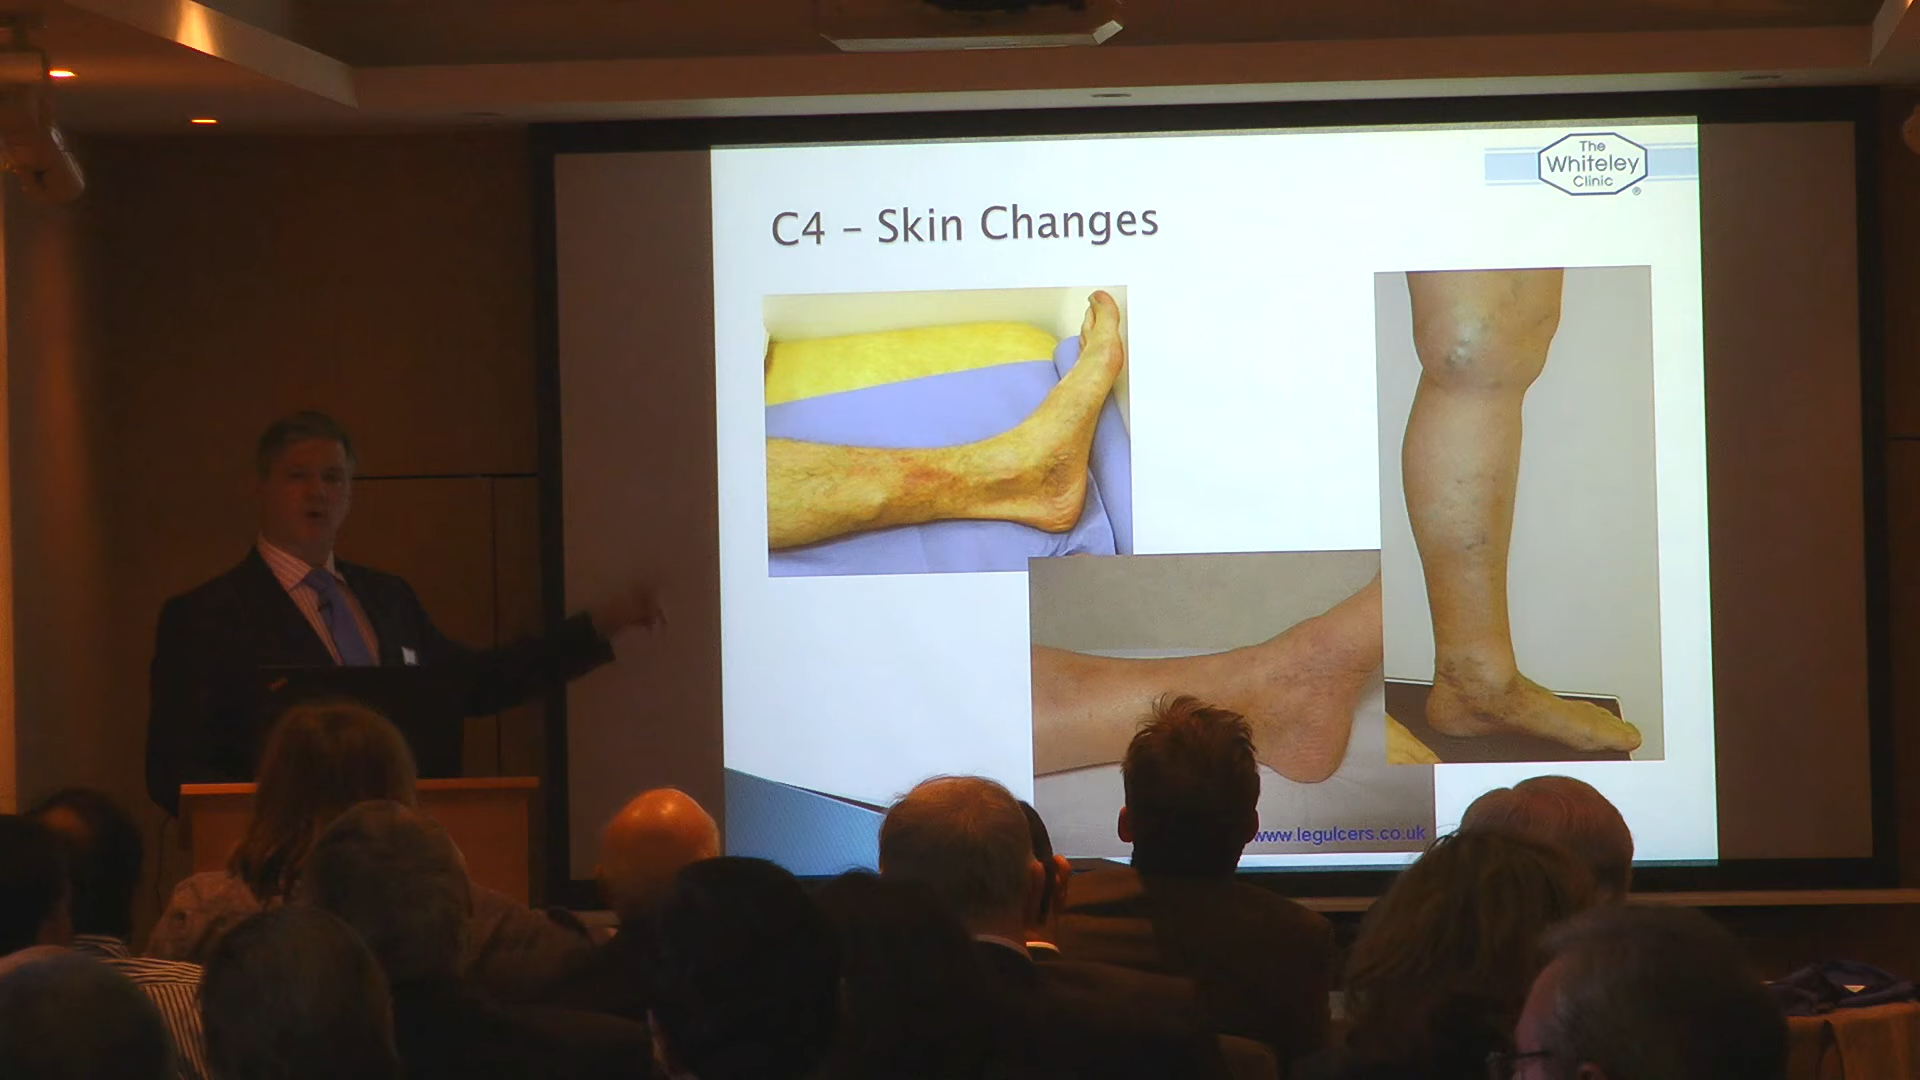 The
Whiteley
Clinic
®
C4 – Skin Changes
www.legulcers.co.uk